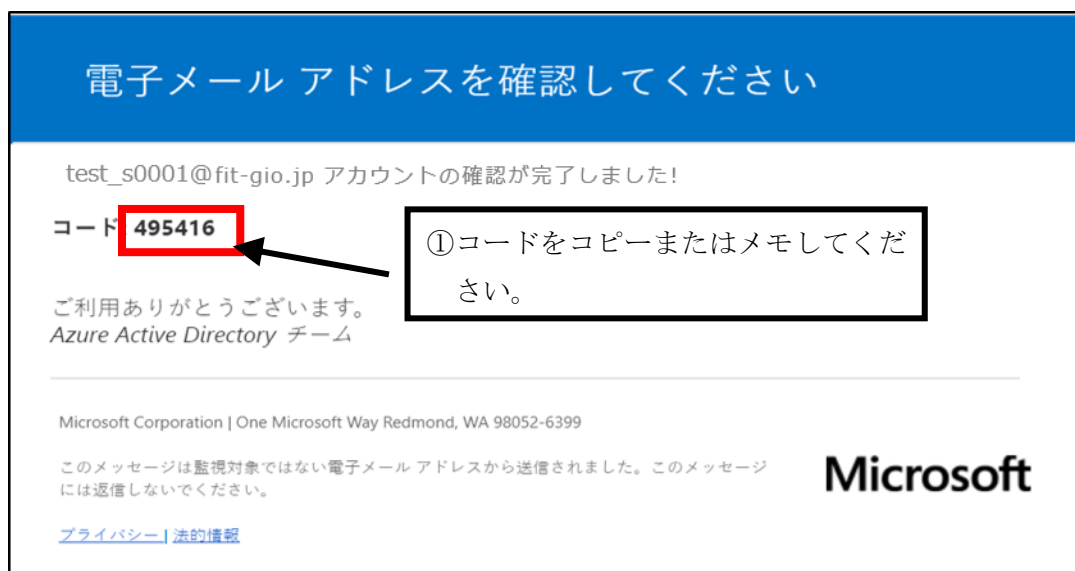 電子メール アドレスを確認してください
test_s0001@fit-gio.jp アカウントの確認が完了しました!
コード 495416
①コードをコピーまたはメモしてくだ
さい。
ご利用ありがとうございます。
Azure Active Directory チーム
Microsoft Corporation | One Microsoft Way Redmond, WA 98052-6399
このメッセージは監視対象ではない電子メール アドレスから送信されました。このメッセージ
には返信しないでください。
Microsoft
プライバシー | 法的情報